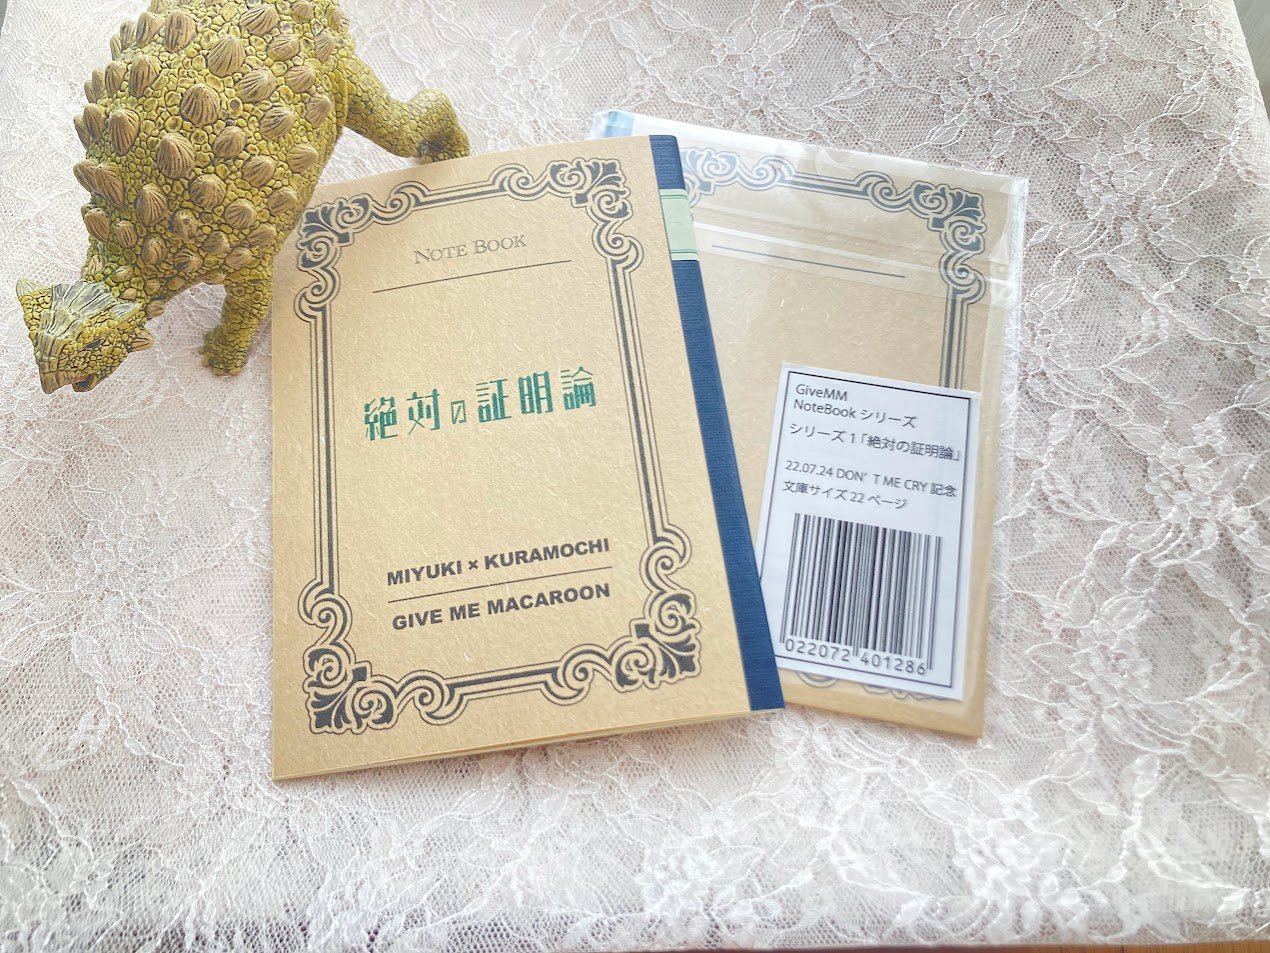 NOTE BOOK
絶対の証明論
MIYUKI × KURAMOCHI
GIVE ME MACAROON
GiveMM
NoteBook シリーズ
シリーズ 1「絶対の証明論」
22.07.24 DON' T ME CRY 記念
文庫サイズ 22 ページ
022072 401286